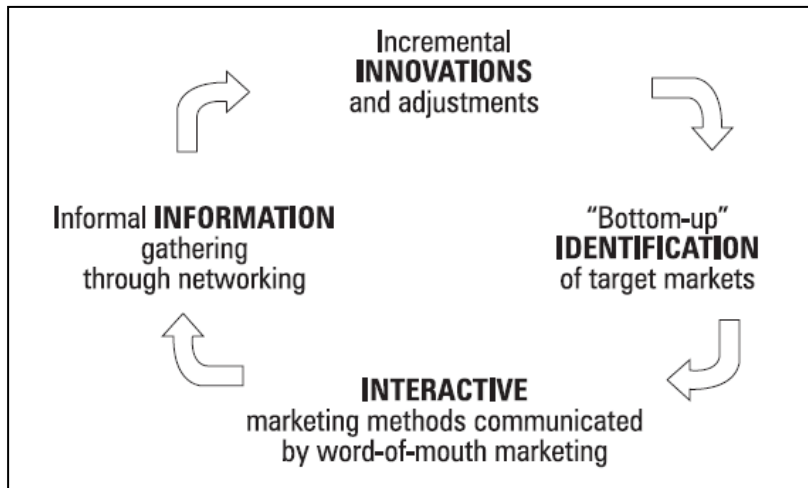 Incremental
INNOVATIONS
and adjustments
Informal INFORMATION
gathering
through networking
"Bottom-up"
IDENTIFICATION
of target markets
INTERACTIVE
marketing methods communicated
by word-of-mouth marketing